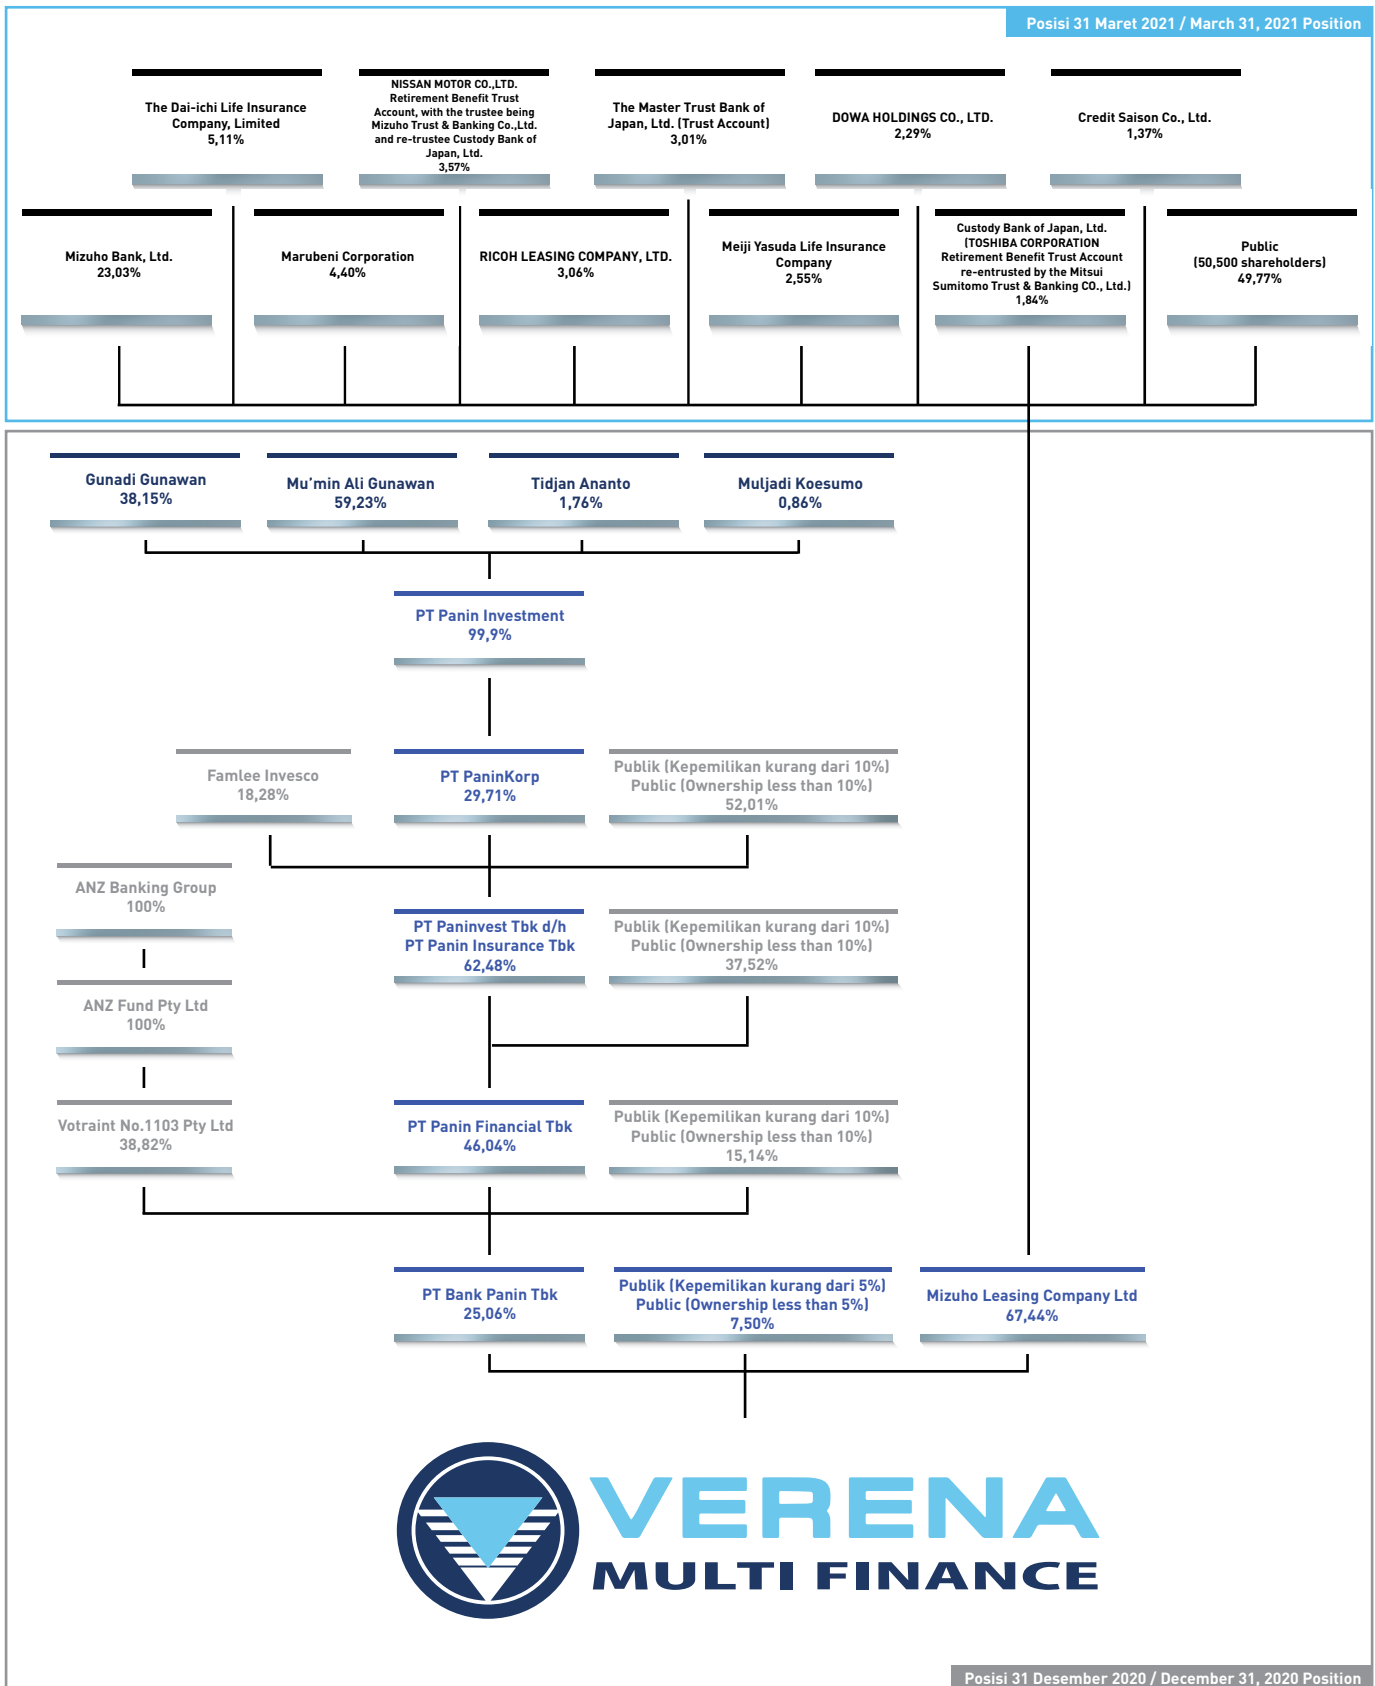 Posisi 31 Maret 2021 / March 31, 2021 Position
The Dai-ichi Life Insurance
Company, Limited
5,11%
NISSAN MOTOR CO.,LTD.
Retirement Benefit Trust
Account, with the trustee being
Mizuho Trust & Banking Co.,Ltd.
and re-trustee Custody Bank of
Japan, Ltd.
3,57%
The Master Trust Bank of
Japan, Ltd. (Trust Account)
3,01%
DOWA HOLDINGS CO., LTD.
2,29%
Credit Saison Co., Ltd.
1,37%
Mizuho Bank, Ltd.
23,03%
Marubeni Corporation
4,40%
RICOH LEASING COMPANY, LTD.
3,06%
Meiji Yasuda Life Insurance
Company
2,55%
Custody Bank of Japan, Ltd.
(TOSHIBA CORPORATION
Retirement Benefit Trust Account
re-entrusted by the Mitsui
Sumitomo Trust & Banking CO., Ltd.)
1,84%
Public
(50,500 shareholders)
49,77%
Gunadi Gunawan
38,15%
Mu’min Ali Gunawan
59,23%
Tidjan Ananto
1,76%
Muljadi Koesumo
0,86%
PT Panin Investment
99,9%
Famlee Invesco
18,28%
PT PaninKorp
29,71%
Publik (Kepemilikan kurang dari 10%)
Public (Ownership less than 10%)
52,01%
ANZ Banking Group
100%
PT Paninvest Tbk d/h
PT Panin Insurance Tbk
62,48%
Publik (Kepemilikan kurang dari 10%)
Public (Ownership less than 10%)
37,52%
ANZ Fund Pty Ltd
100%
Votraint No.1103 Pty Ltd
38,82%
PT Panin Financial Tbk
46,04%
Publik (Kepemilikan kurang dari 10%)
Public (Ownership less than 10%)
15,14%
PT Bank Panin Tbk
25,06%
Publik (Kepemilikan kurang dari 5%)
Public (Ownership less than 5%)
7,50%
Mizuho Leasing Company Ltd
67,44%
VERENA
MULTI FINANCE
Posisi 31 Desember 2020 / December 31, 2020 Position